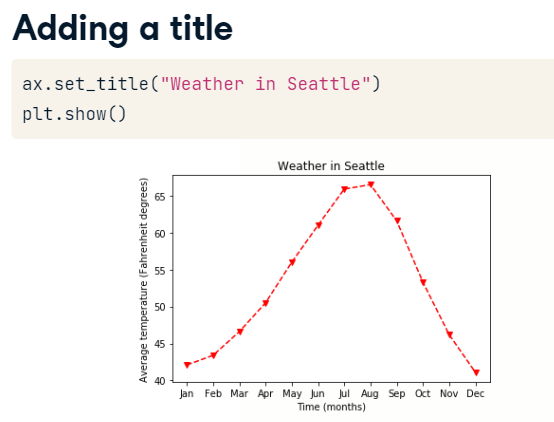 Adding a title
ax.set_title("Weather in Seattle")
plt.show()
Weather in Seattle
Average temperature (Fahrenheit degrees)
65
60
55
50
45
40
Jan Feb Mar Apr May Jun Jul Aug Sep Oct Nov Dec
Time (months)